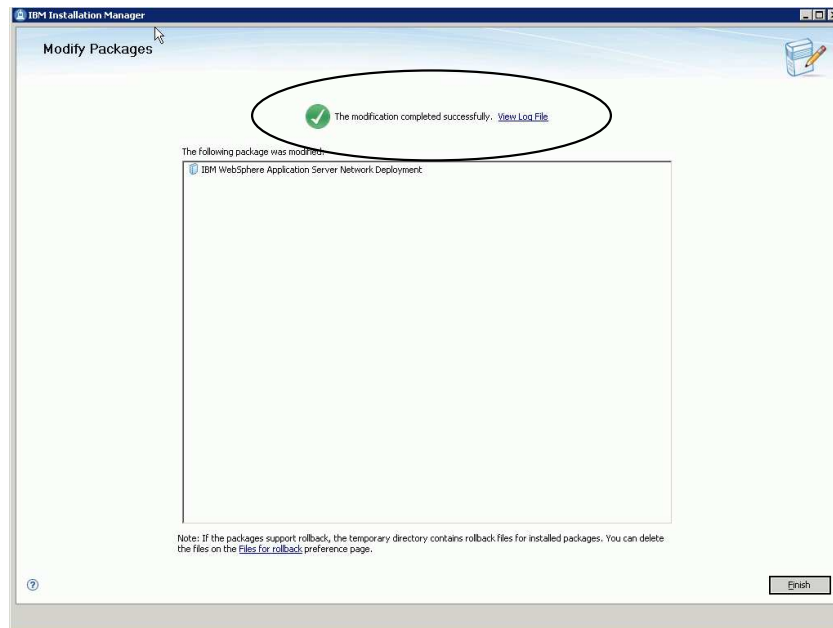 IBM Installation Manager
Modify Packages
The modification completed successfully. View Log File
The following package was modified:
IBM WebSphere Application Server Network Deployment
Note: If the packages support rollback, the temporary directory contains rollback files for installed packages. You can delete
the files on the Files for rollback preference page.
?
Finish